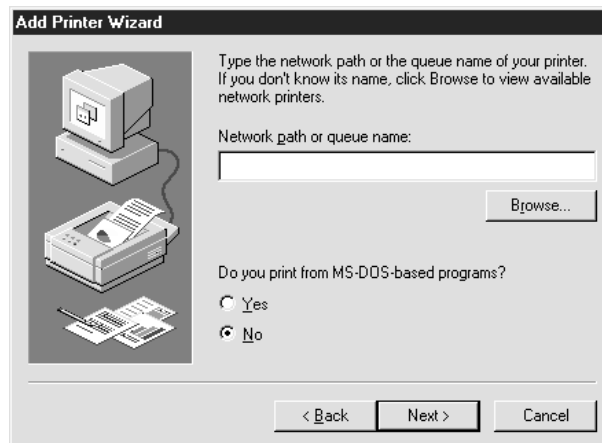 Add Printer Wizard
Type the network path or the queue name of your printer.
If you don't know its name, click Browse to view available
network printers.
Network path or queue name:
Browse...
Do you print from MS-DOS-based programs?
Yes
No
< Back
Next >
Cancel